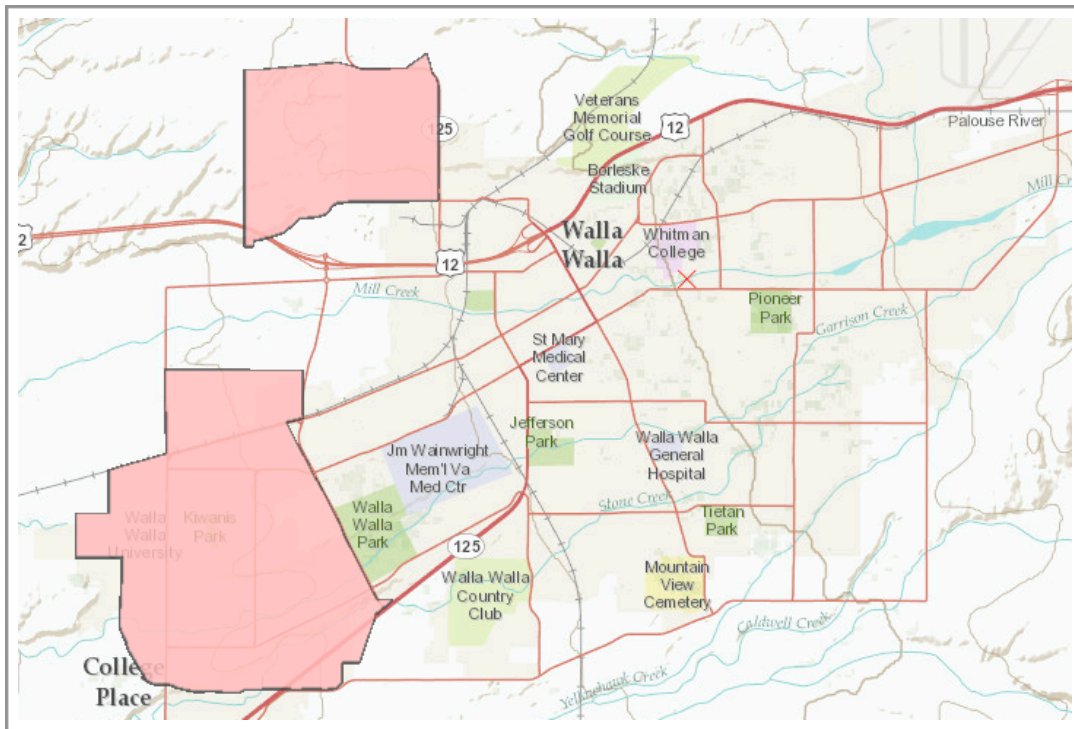 Veterans
Memorial
Golf Course
12
125
Palouse River
Borleske
Stadium
Mill Cr
Walla
Walla
Whitman
College
2
12
Mill Creek
Pioneer
Park
Garrison Creek
St Mary
Medical
Center
Jefferson
Park
Jm Wainwright
Mem'l Va
Med Ctr
Walla Walla
General
Hospital
Stone Creek
Walla
Walla
University
Kiwanis
Park
Walla
Walla
Park
Tietan
Park
125
Walla Walla
Country
Club
Mountain
View
Cemetery
Caldwell Creek
College
Place
Yellowhawk Creek